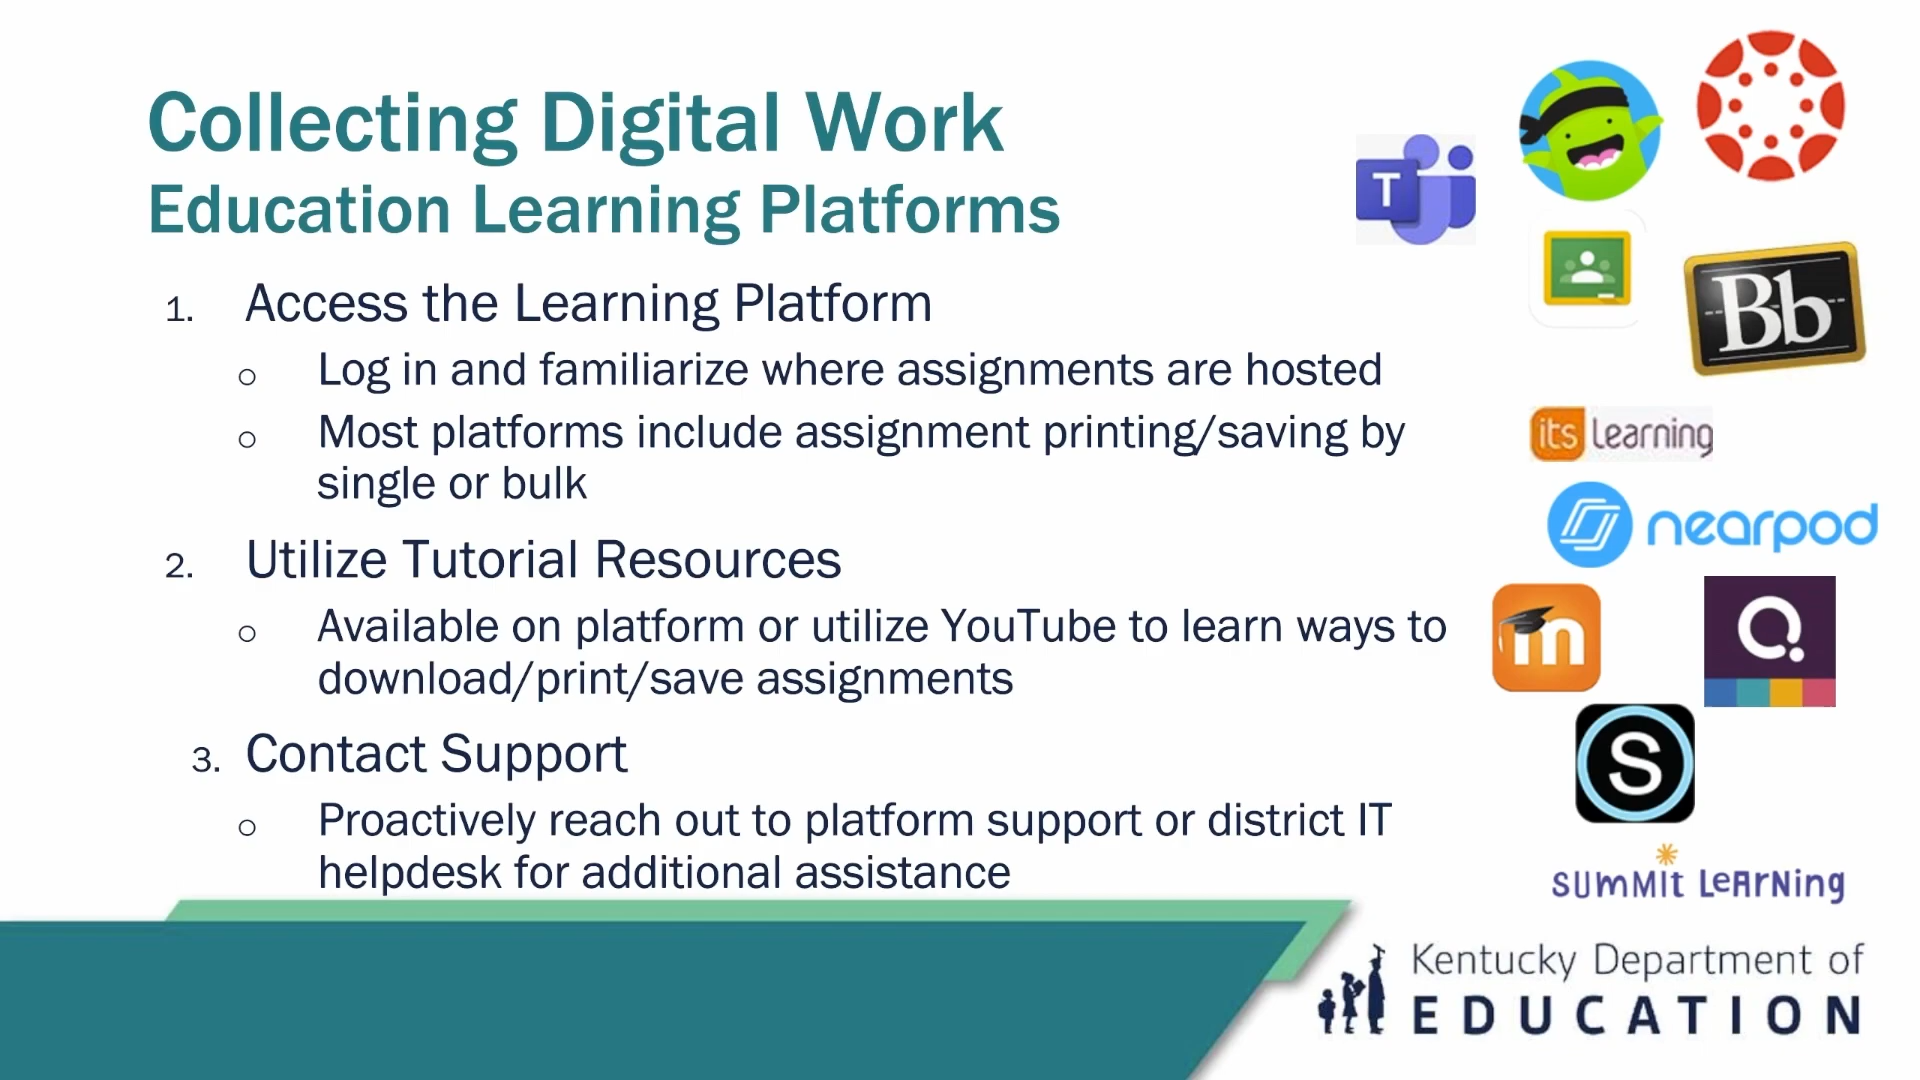 Collecting Digital Work
Education Learning Platforms
1. Access the Learning Platform
o Log in and familiarize where assignments are hosted
o Most platforms include assignment printing/saving by
single or bulk
2. Utilize Tutorial Resources
o Available on platform or utilize YouTube to learn ways to
download/print/save assignments
3. Contact Support
o Proactively reach out to platform support or district IT
helpdesk for additional assistance
T
Bb
its Learning
nearpod
m
Q
S
SUMMIT LEARNING
Kentucky Department of
EDUCATION